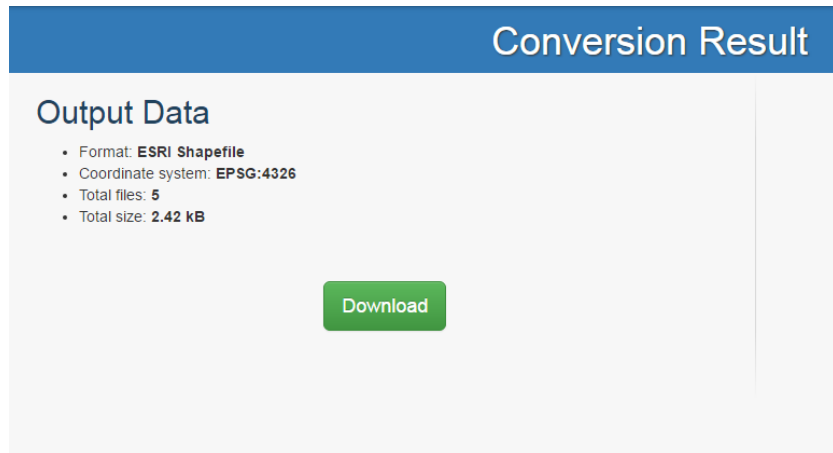 Conversion Result
Output Data
Format: ESRI Shapefile
Coordinate system: EPSG:4326
Total files: 5
Total size: 2.42 kB
Download